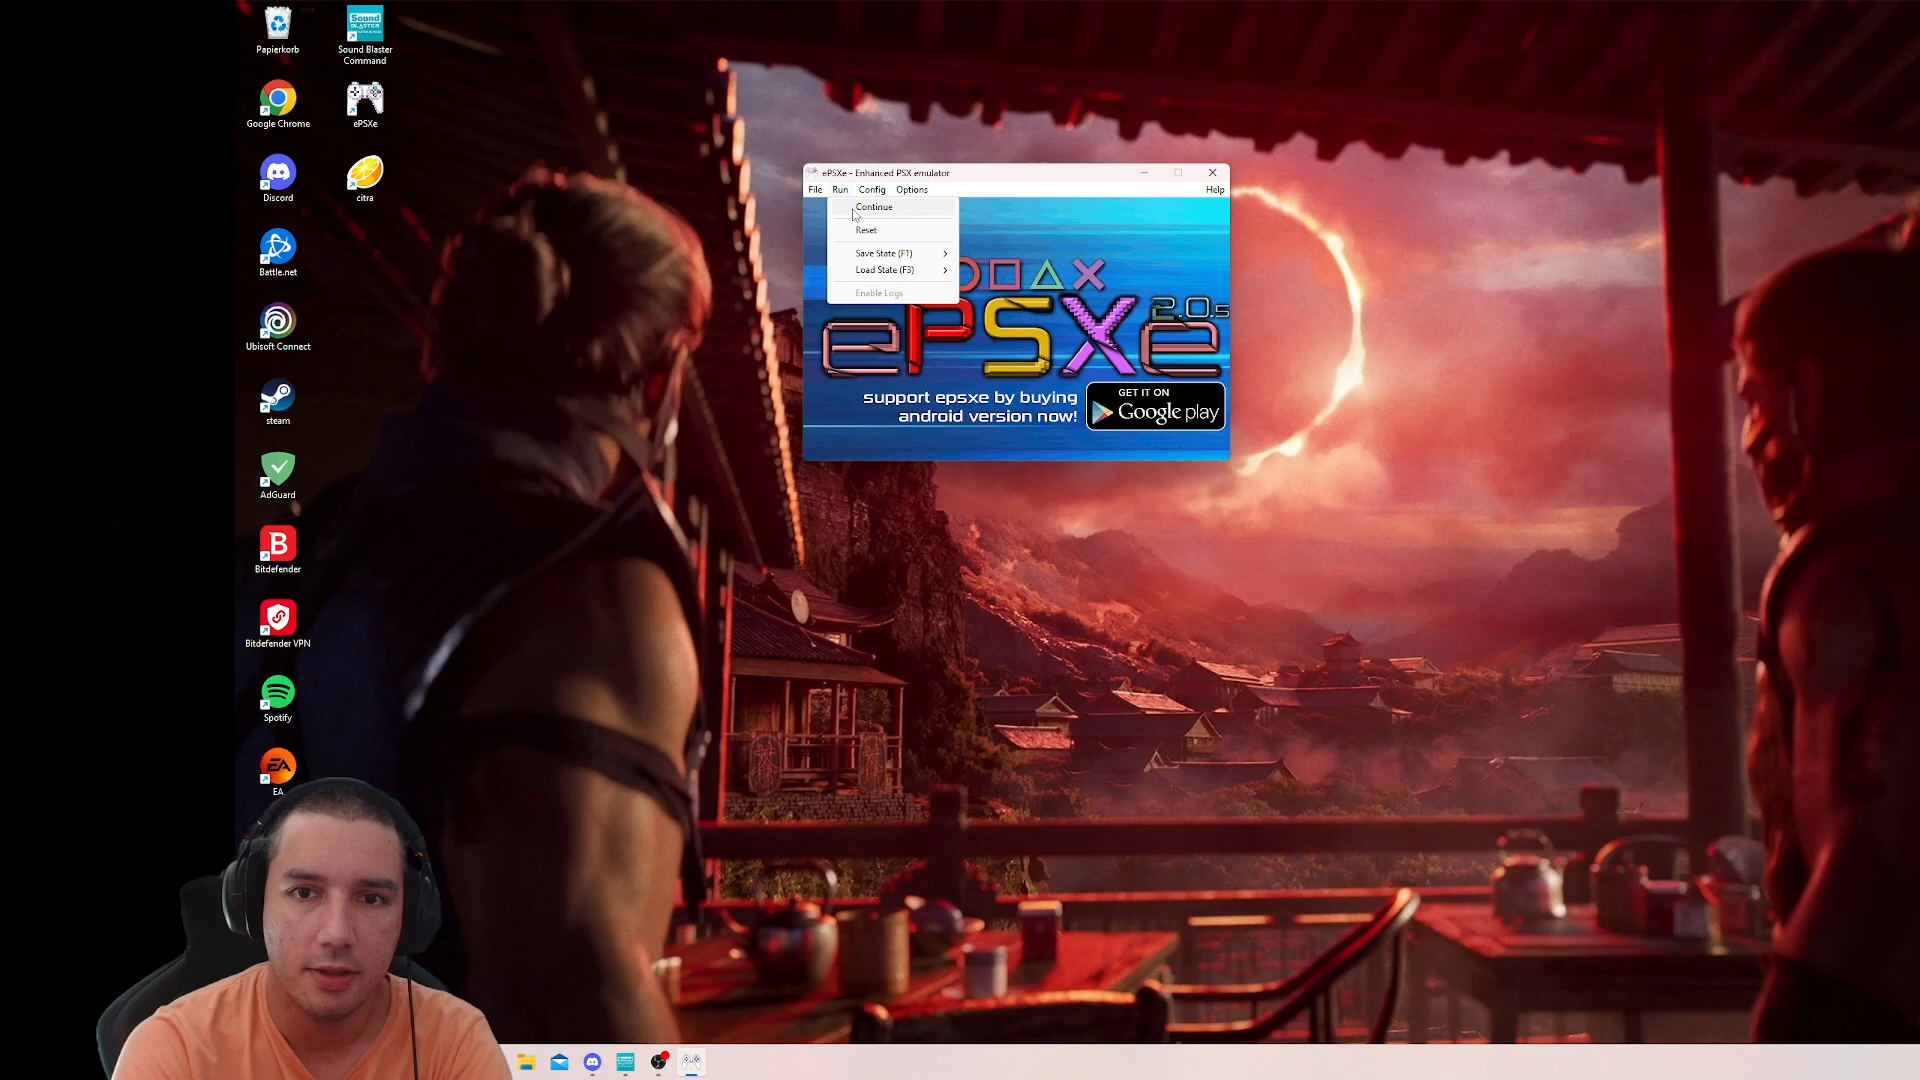 Papierkorb
Sound Blaster
Command
Google Chrome
ePSXe
Discord
citra
Battle.net
Ubisoft Connect
steam
AdGuard
Bitdefender
Bitdefender VPN
Spotify
EA
ePSXe - Enhanced PSX emulator
File Run Config Options Help
Continue
Reset
Save State (F1)
Load State (F3)
Enable Logs
2.0.5
ePSXe
support epsxe by buying
android version now!
GET IT ON
Google play